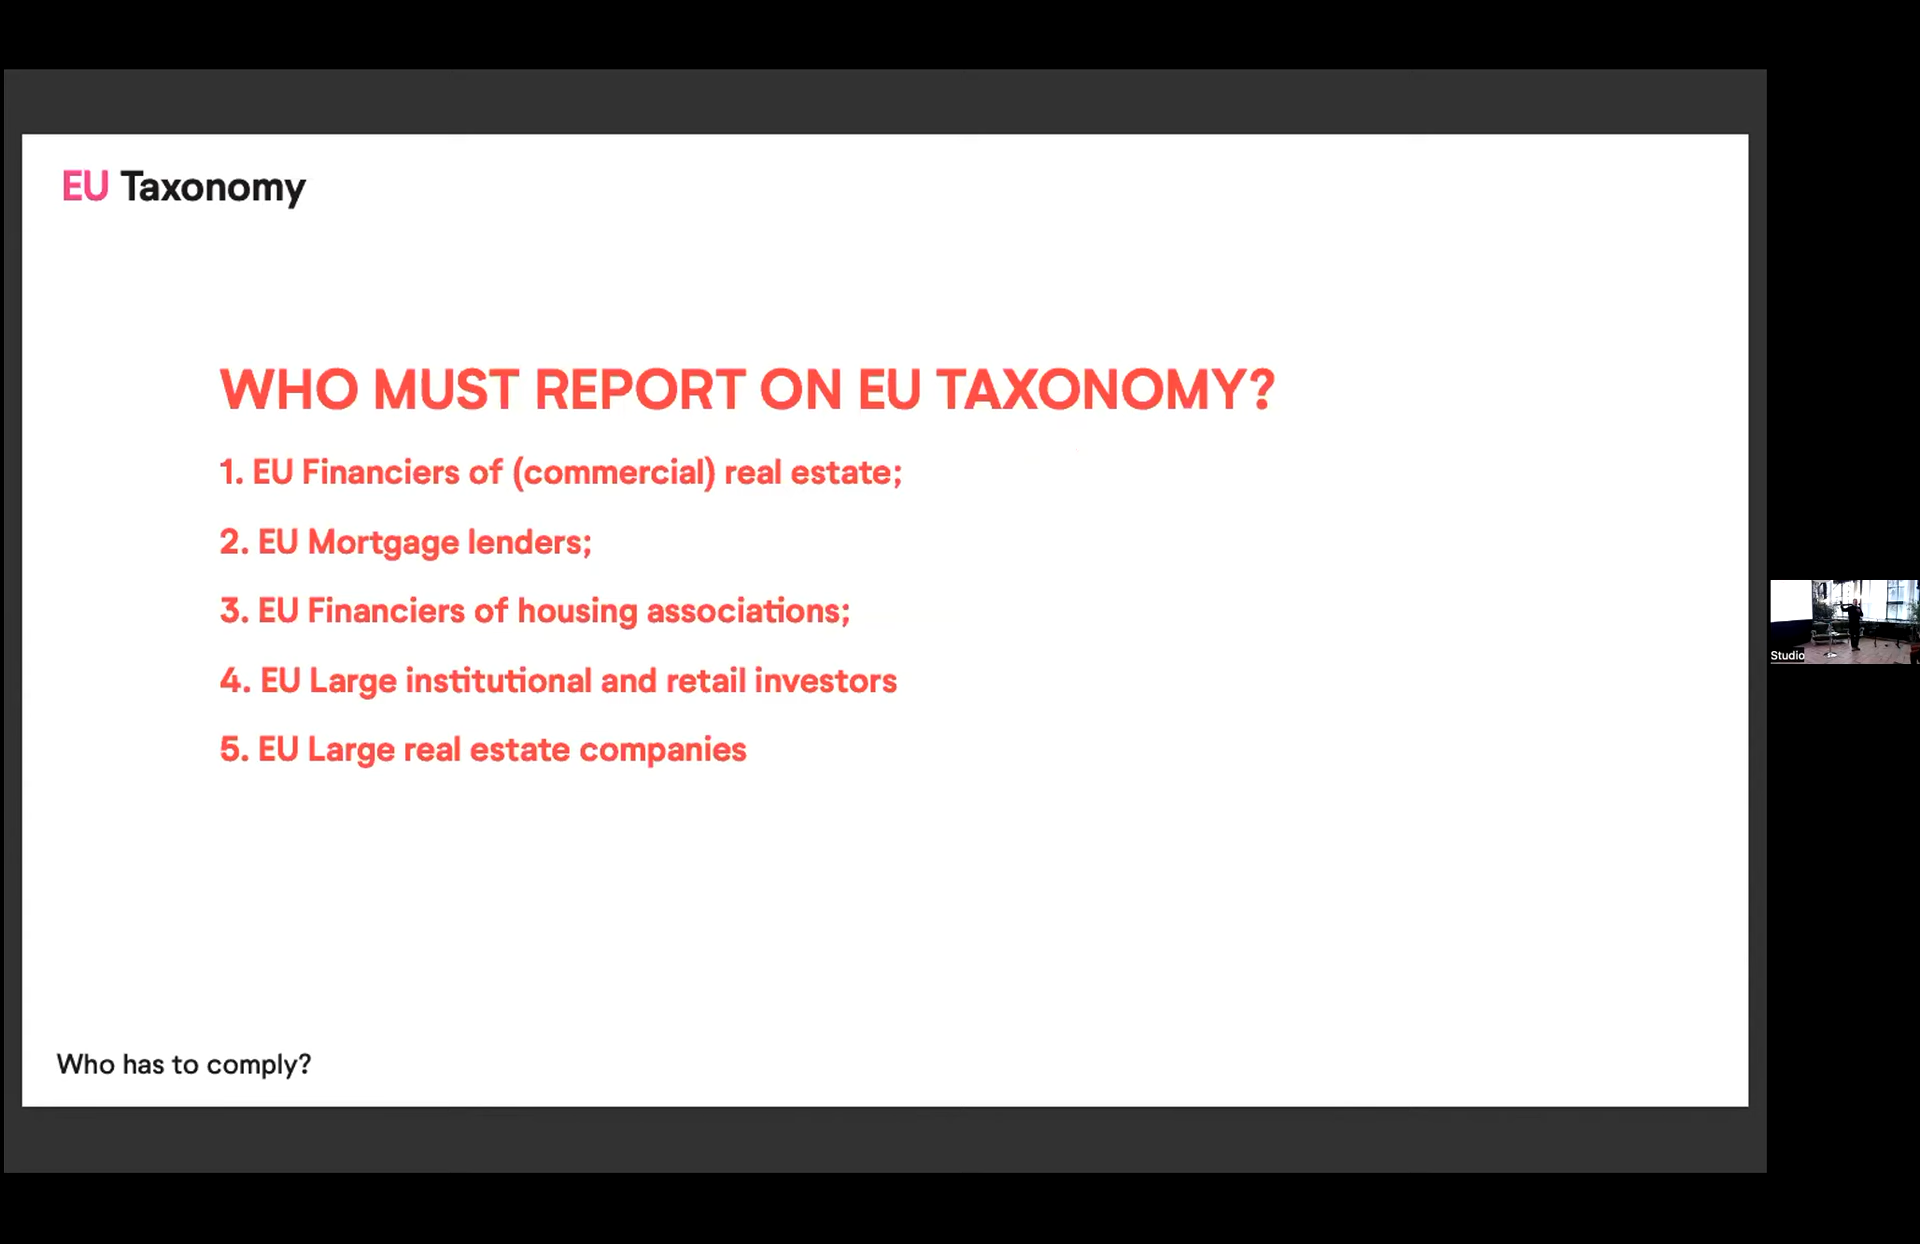 EU Taxonomy
WHO MUST REPORT ON EU TAXONOMY?
1. EU Financiers of (commercial) real estate;
2. EU Mortgage lenders;
3. EU Financiers of housing associations;
4. EU Large institutional and retail investors
5. EU Large real estate companies
Who has to comply?
Studio